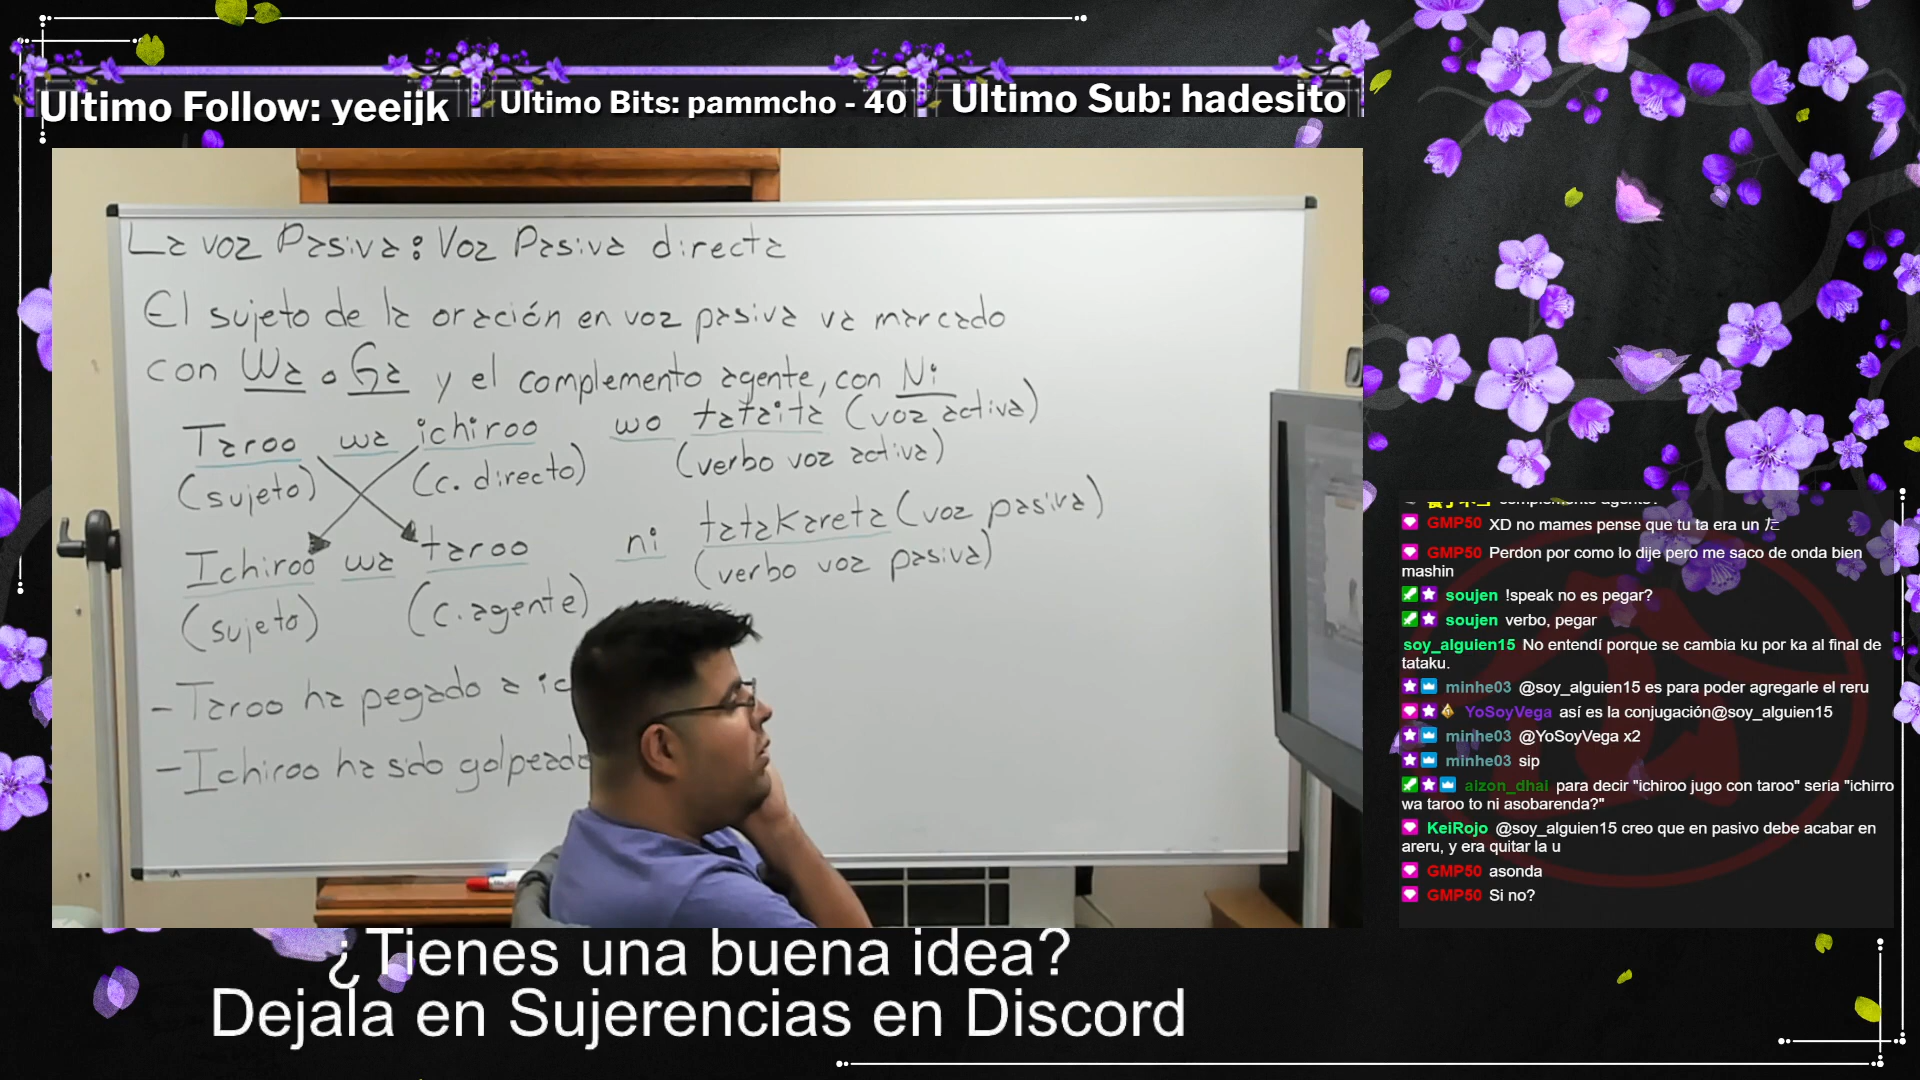 Ultimo Follow: yeeijk
Ultimo Bits: pammcho - 40
Ultimo Sub: hadesito
La voz Pasiva: Voz Pasiva directa
El sujeto de la oración en voz pasiva va marcado
con Wa o Ga y el complemento agente, con Ni
Taroo wa ichiroo wo tataita (voz activa)
(sujeto) (c. directo) (verbo voz activa)
Ichiroo wa taroo ni tatakareta (voz pasiva)
(sujeto) (c. agente) (verbo voz pasiva)
- Taroo ha pegado a ic
- Ichiroo ha sido golpeado
GMP50 XD no mames pense que tu ta era un た
GMP50 Perdon por como lo dije pero me saco de onda bien
mashin
soujen !speak no es pegar?
soujen verbo, pegar
soy_alguien15 No entendí porque se cambia ku por ka al final de
tataku.
minhe03 @soy_alguien15 es para poder agregarle el reru
YoSoyVega así es la conjugación@soy_alguien15
minhe03 @YoSoyVega x2
minhe03 sip
aizon_dhal para decir "ichiroo jugo con taroo" seria "ichirro
wa taroo to ni asobarenda?"
KeiRojo @soy_alguien15 creo que en pasivo debe acabar en
areru, y era quitar la u
GMP50 asonda
GMP50 Si no?
¿Tienes una buena idea?
Dejala en Sujerencias en Discord